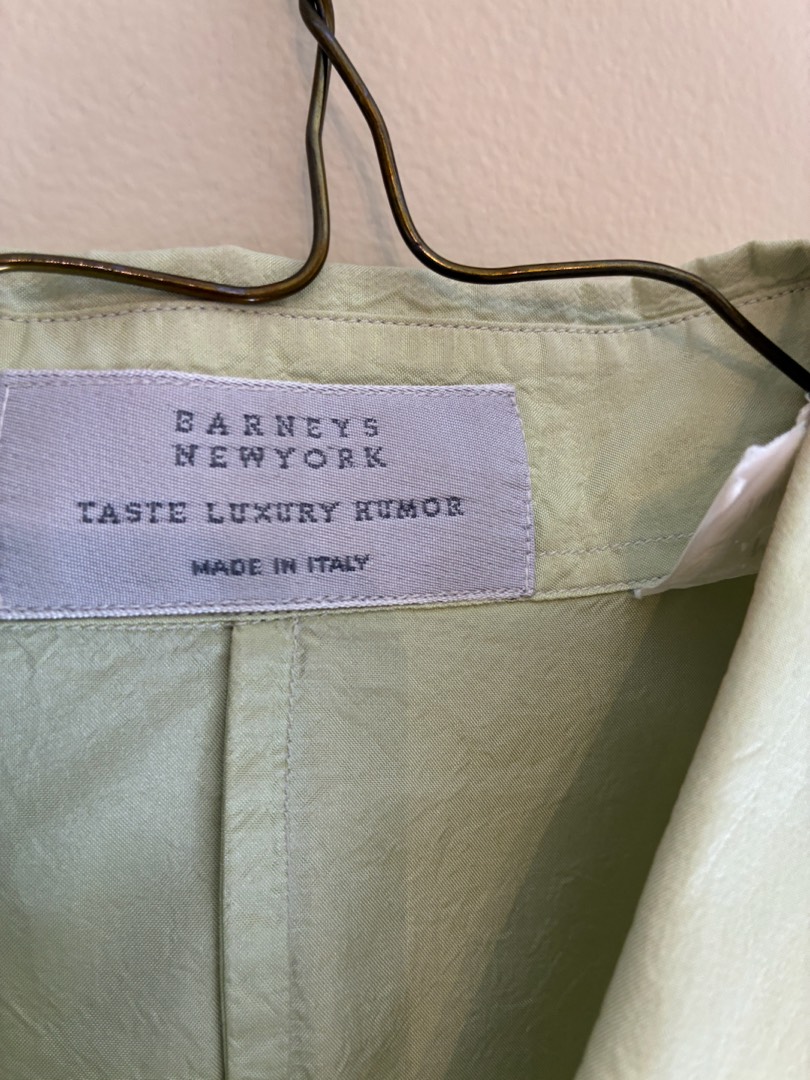 BARNEYS
NEWYORK
TASTE LUXURY HUMOR
MADE IN ITALY